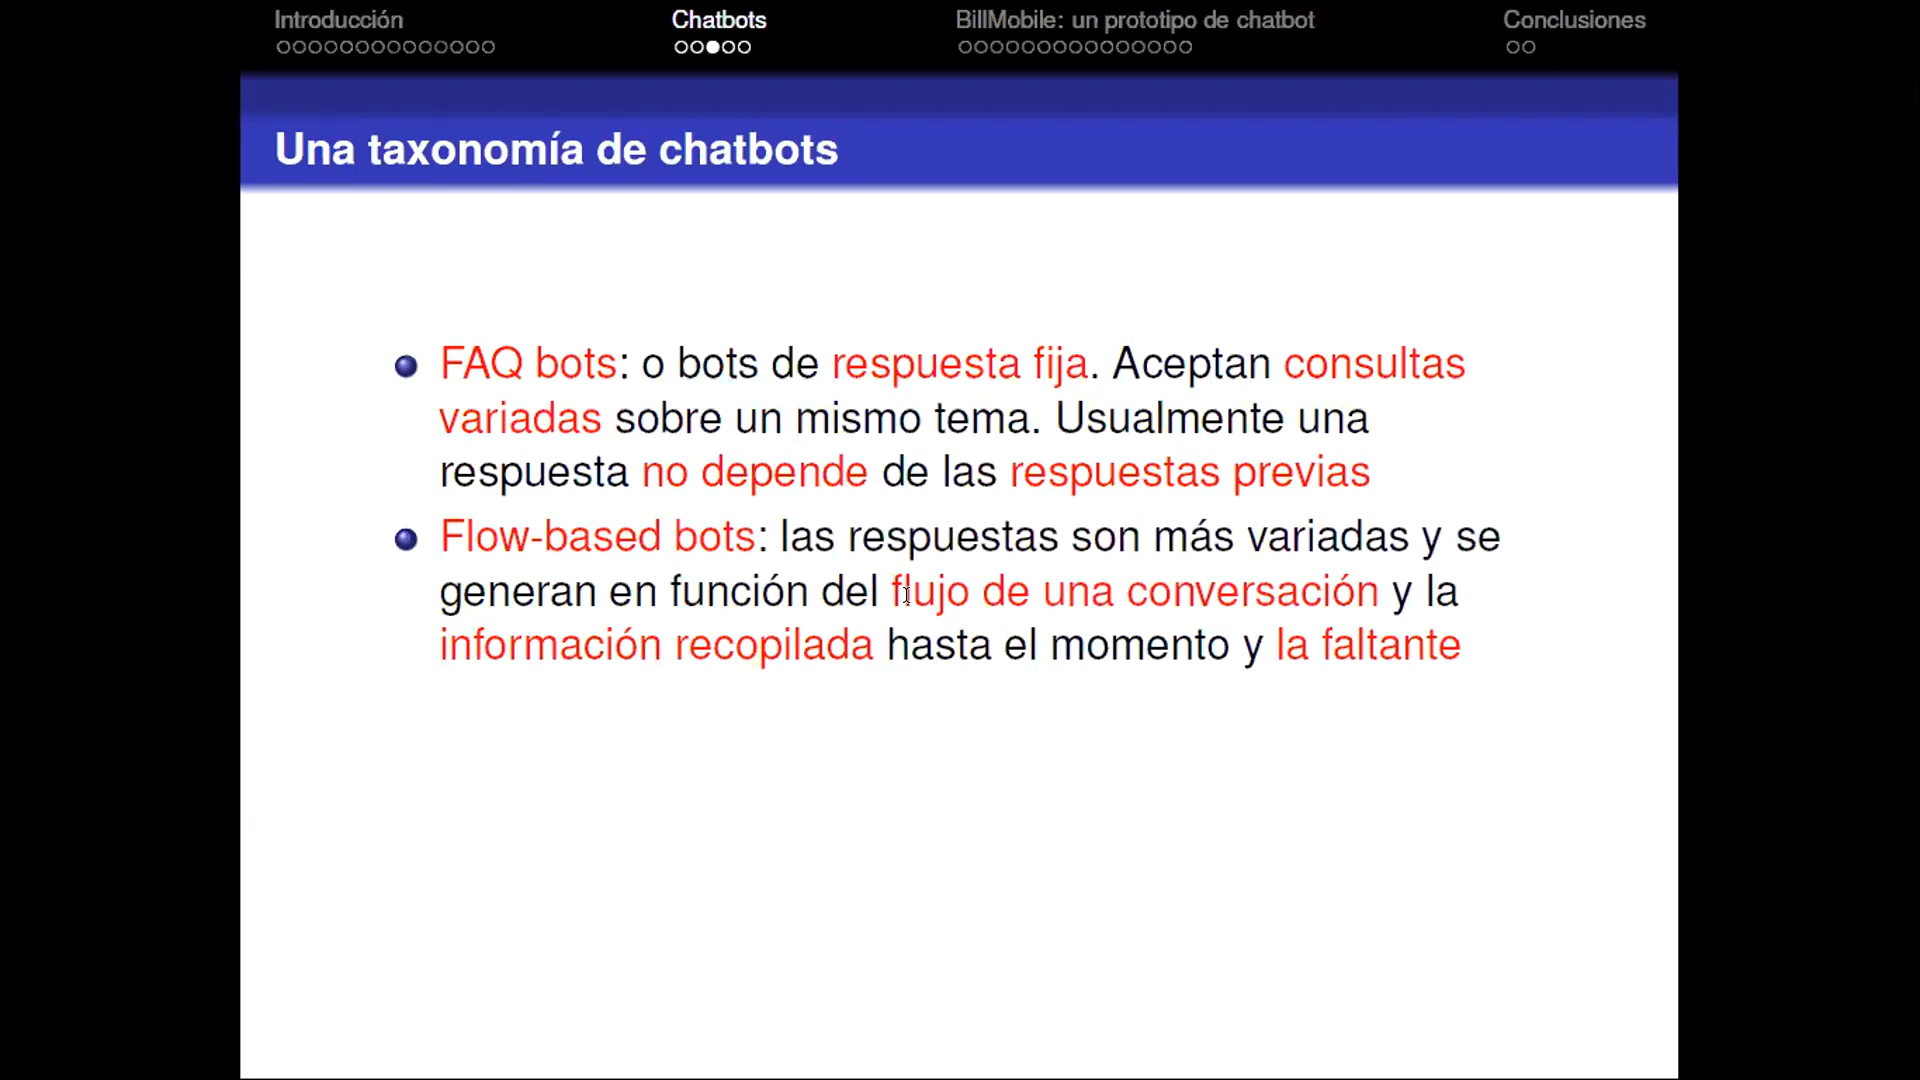 Introducción
Chatbots
BillMobile: un prototipo de chatbot
Conclusiones
Una taxonomía de chatbots
FAQ bots: o bots de respuesta fija. Aceptan consultas
variadas sobre un mismo tema. Usualmente una
respuesta no depende de las respuestas previas
Flow-based bots: las respuestas son más variadas y se
generan en función del flujo de una conversación y la
información recopilada hasta el momento y la faltante